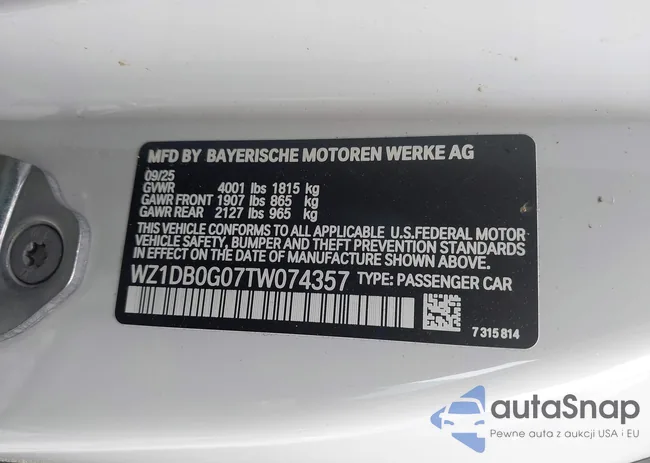 MFD BY BAYERISCHE MOTOREN WERKE AG
09/25
GVWR 4001 lbs 1815 kg
GAWR FRONT 1907 lbs 865 kg
GAWR REAR 2127 lbs 965 kg
THIS VEHICLE CONFORMS TO ALL APPLICABLE U.S.FEDERAL MOTOR
VEHICLE SAFETY, BUMPER AND THEFT PREVENTION STANDARDS
IN EFFECT ON THE DATE OF MANUFACTURE SHOWN ABOVE.
WZ1DB0G07TW074357 TYPE: PASSENGER CAR
7 315 814
autaSnap
Pewne auta z aukcji USA i EU